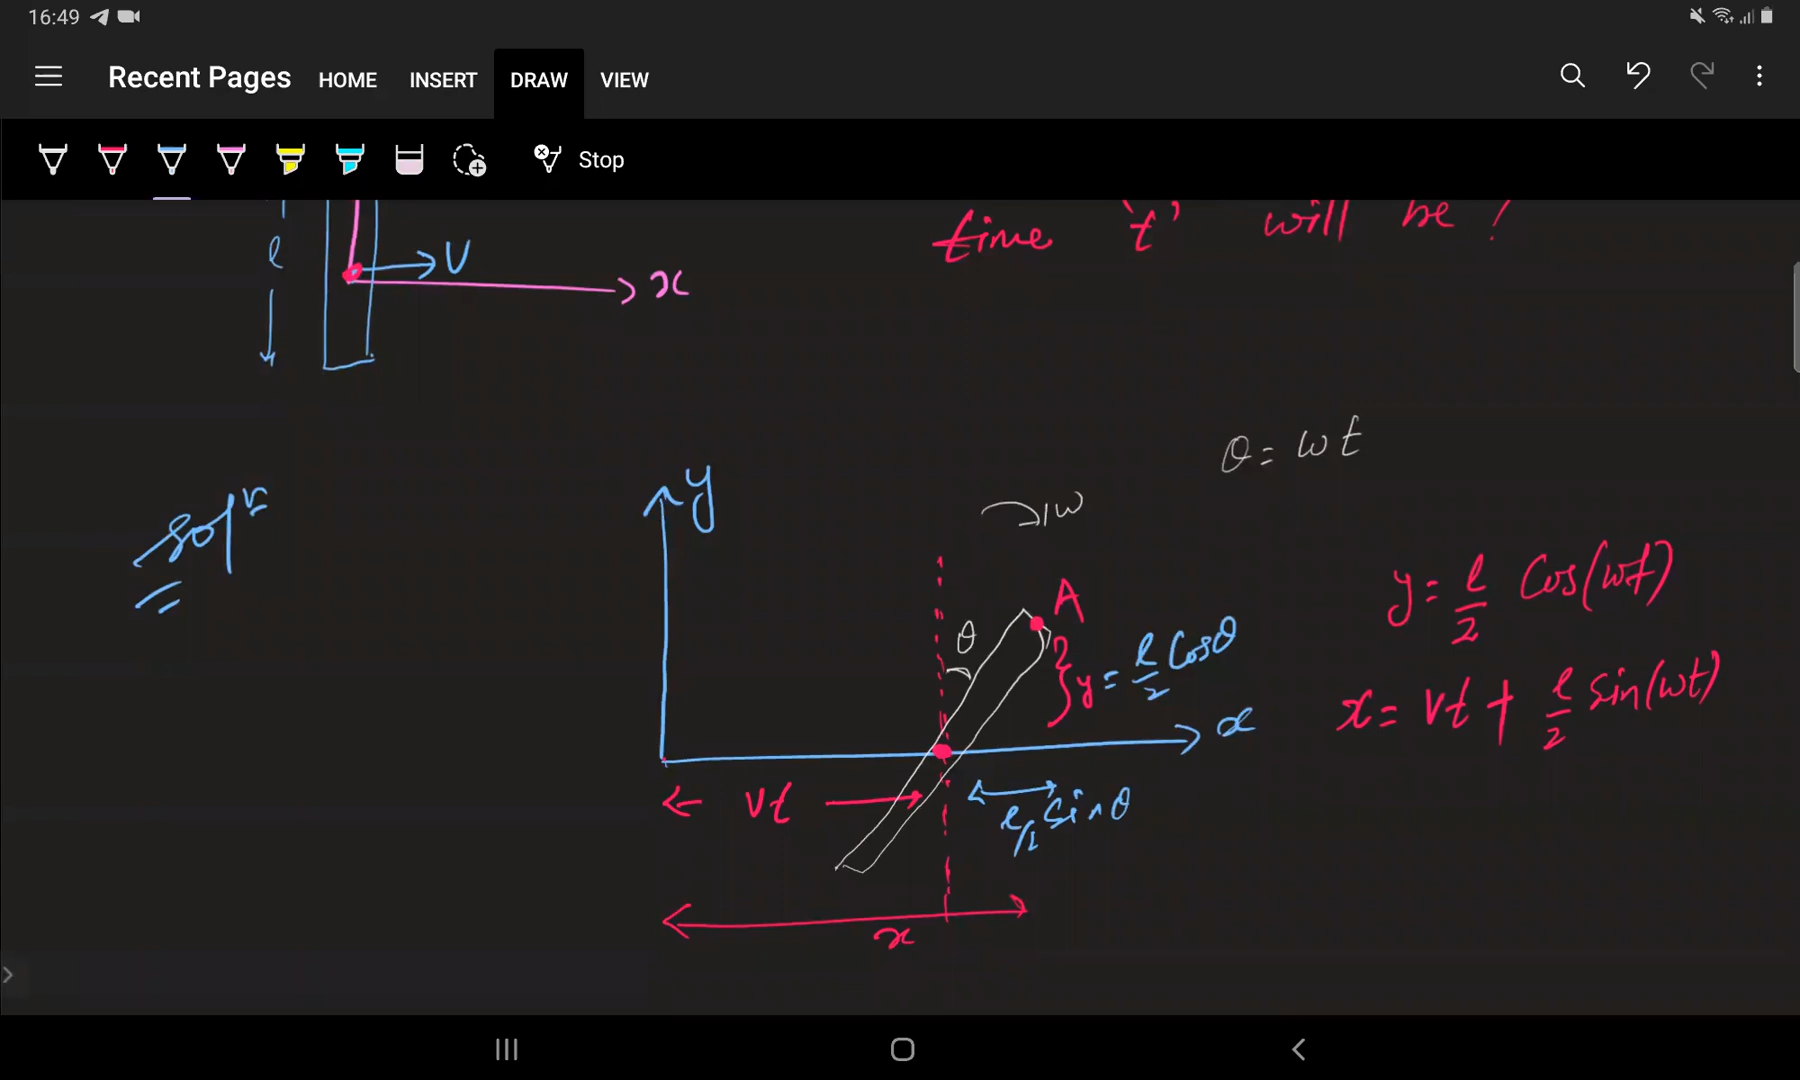 16:49
Recent Pages HOME INSERT DRAW VIEW
Stop
time 't' will be !
l
V
x
θ = ωt
soln
y
ω
A
θ
y = l/2 Cosθ
x
y = l/2 Cos(ωt)
x = Vt + l/2 sin(ωt)
Vt
l/2 Sinθ
x